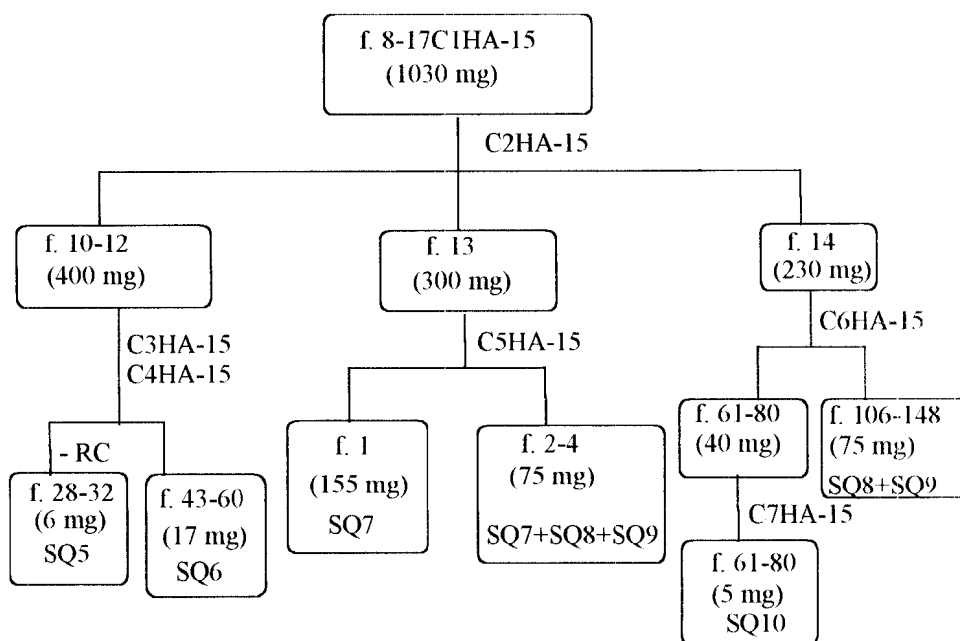 f. 8-17C1HA-15
(1030 mg)
C2HA-15
f. 10-12
(400 mg)
f. 13
(300 mg)
f. 14
(230 mg)
C3HA-15
C4HA-15
C5HA-15
C6HA-15
- RC
f. 28-32
(6 mg)
SQ5
f. 43-60
(17 mg)
SQ6
f. 1
(155 mg)
SQ7
f. 2-4
(75 mg)
SQ7+SQ8+SQ9
f. 61-80
(40 mg)
f. 106-148
(75 mg)
SQ8+SQ9
C7HA-15
f. 61-80
(5 mg)
SQ10